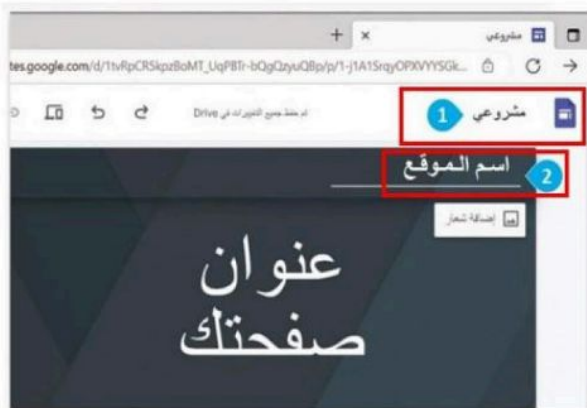 مشروعي
tes.google.com/d/1tvRpCRSkpzBoMT_UqPBTr-bQgQzyuQBp/p/1-j1A1SrqyOPXVYYSGk...
مشروعي 1
تم حفظ جميع التغييرات في Drive
اسم الموقع 2
إضافة شعار
عنوان
صفحتك